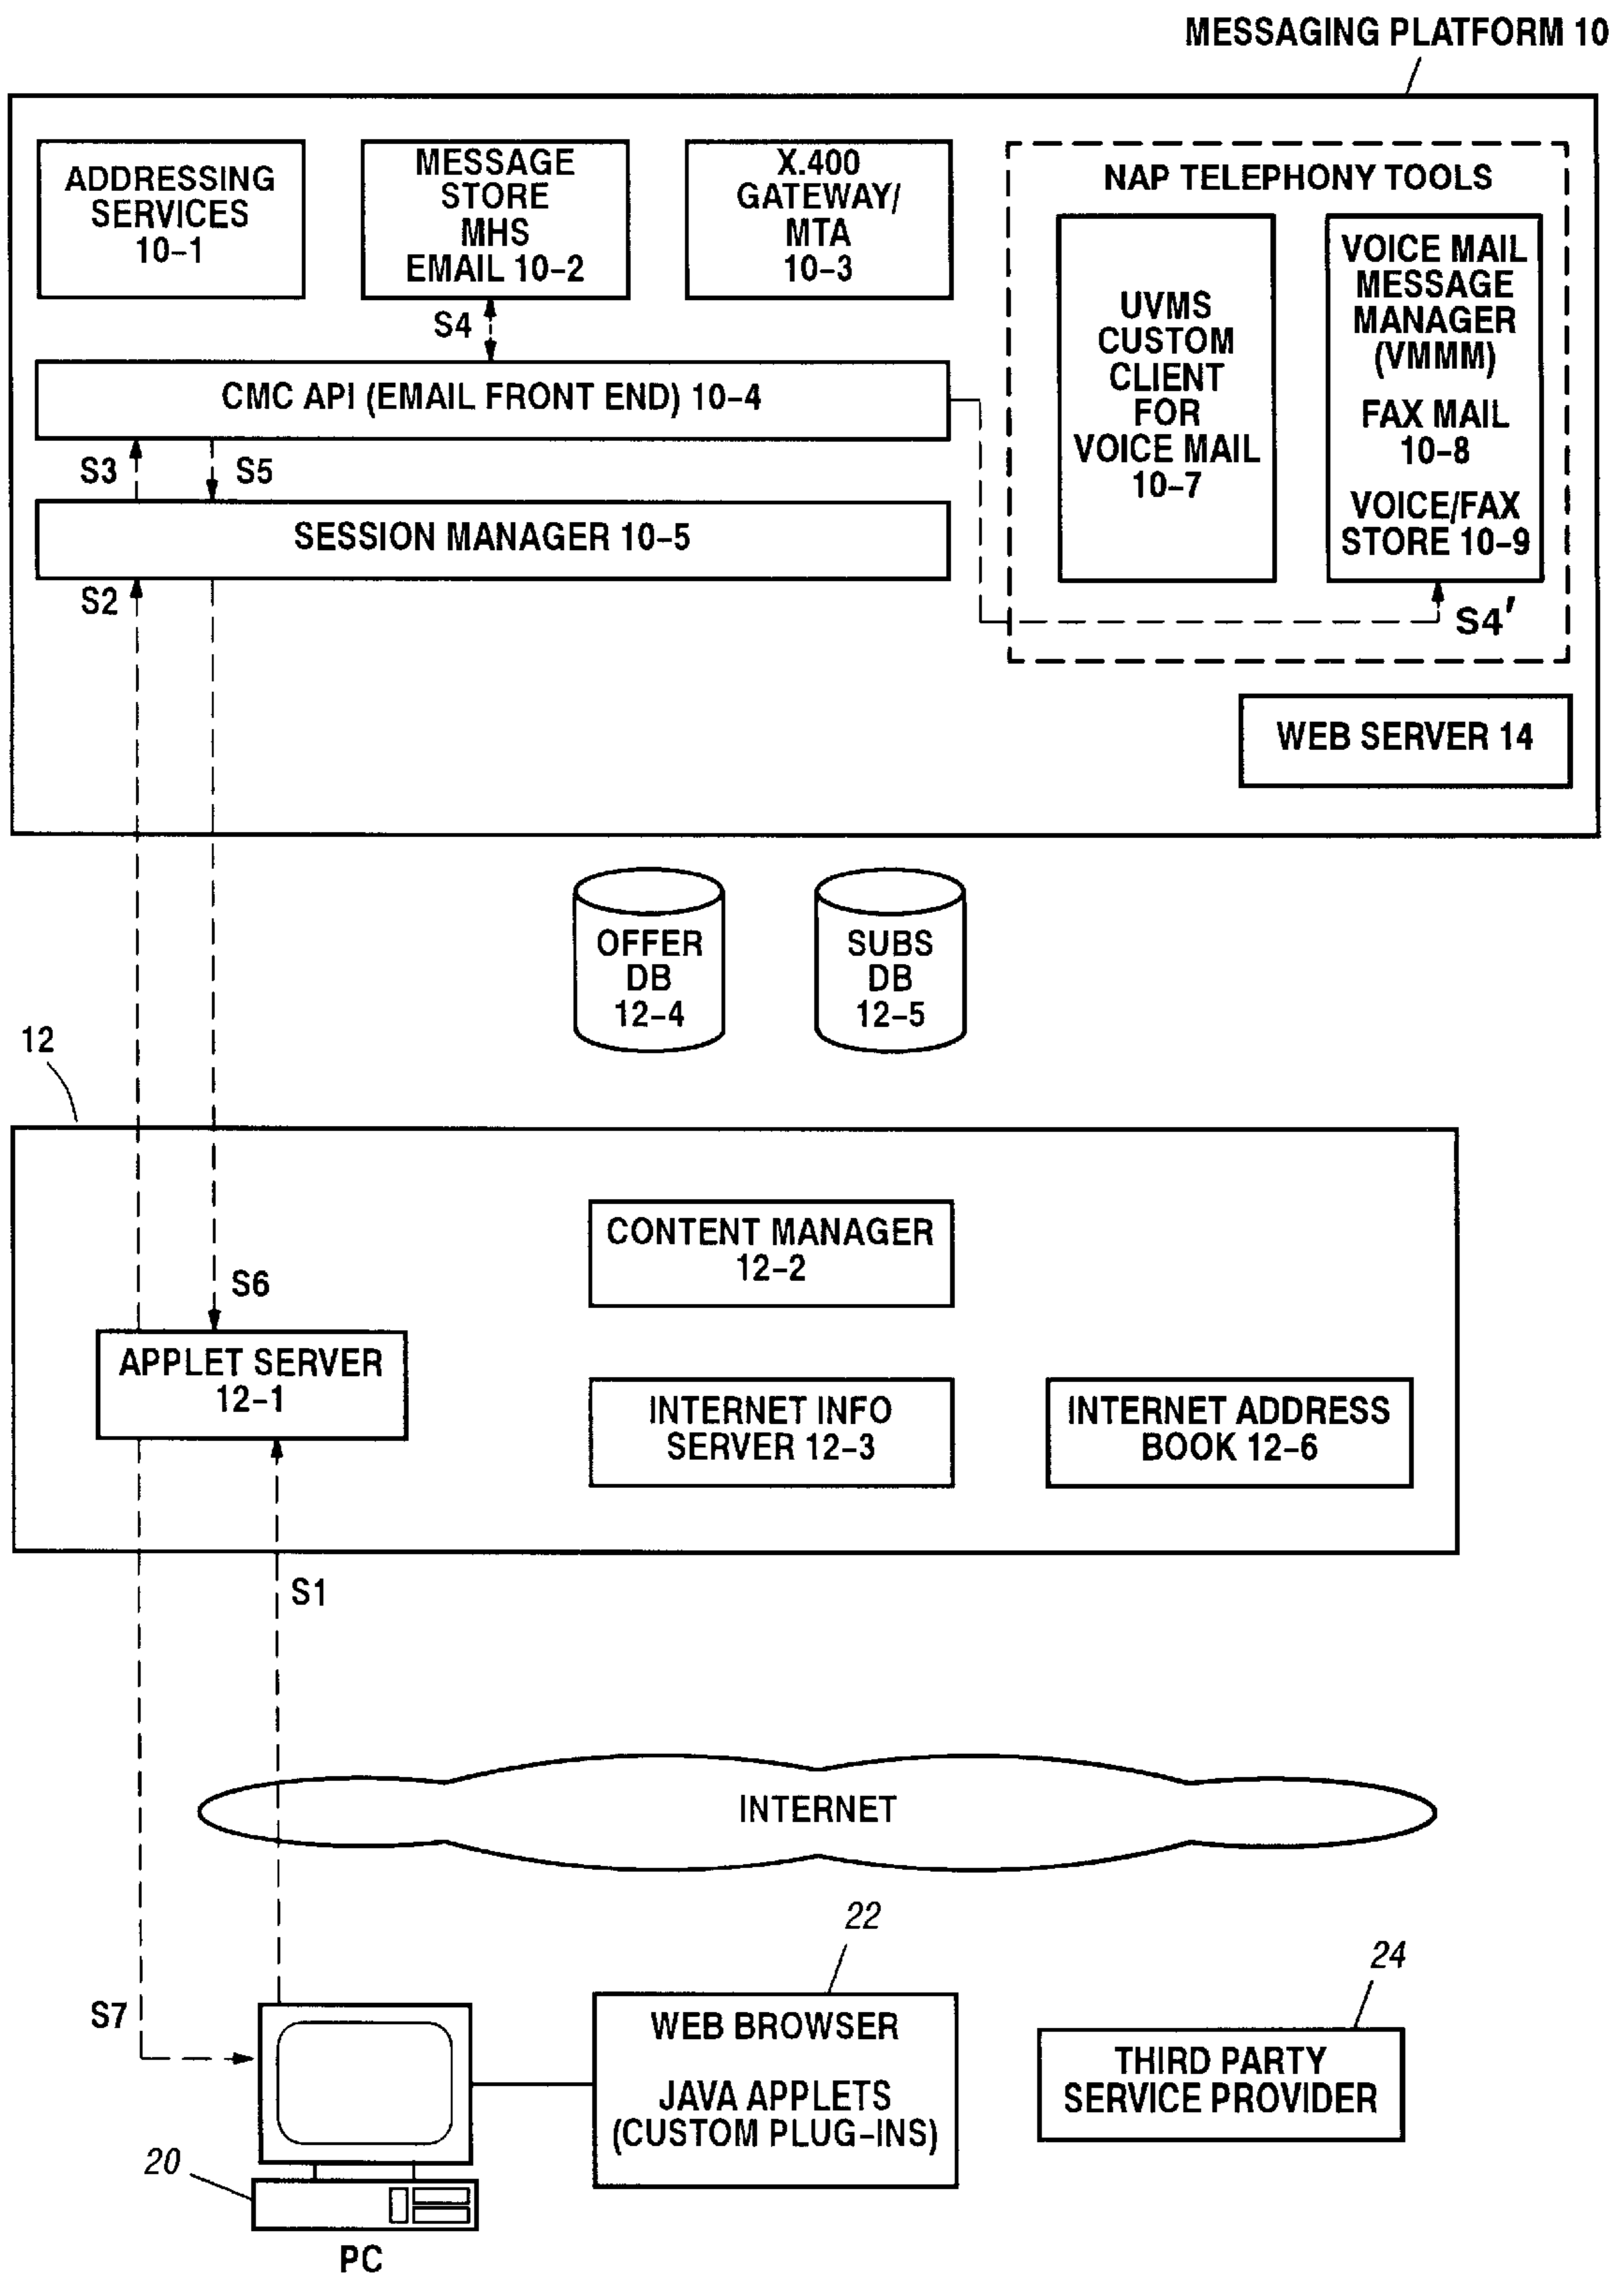 MESSAGING PLATFORM 10
ADDRESSING
SERVICES
10-1
MESSAGE
STORE
MHS
EMAIL 10-2
X.400
GATEWAY/
MTA
10-3
NAP TELEPHONY TOOLS
UVMS
CUSTOM
CLIENT
FOR
VOICE MAIL
10-7
VOICE MAIL
MESSAGE
MANAGER
(VMMM)
FAX MAIL
10-8
VOICE/FAX
STORE 10-9
S4
CMC API (EMAIL FRONT END) 10-4
S3
S5
SESSION MANAGER 10-5
S2
S4'
WEB SERVER 14
OFFER
DB
12-4
SUBS
DB
12-5
12
CONTENT MANAGER
12-2
S6
APPLET SERVER
12-1
INTERNET INFO
SERVER 12-3
INTERNET ADDRESS
BOOK 12-6
S1
INTERNET
22
24
S7
WEB BROWSER
JAVA APPLETS
(CUSTOM PLUG-INS)
THIRD PARTY
SERVICE PROVIDER
20
PC